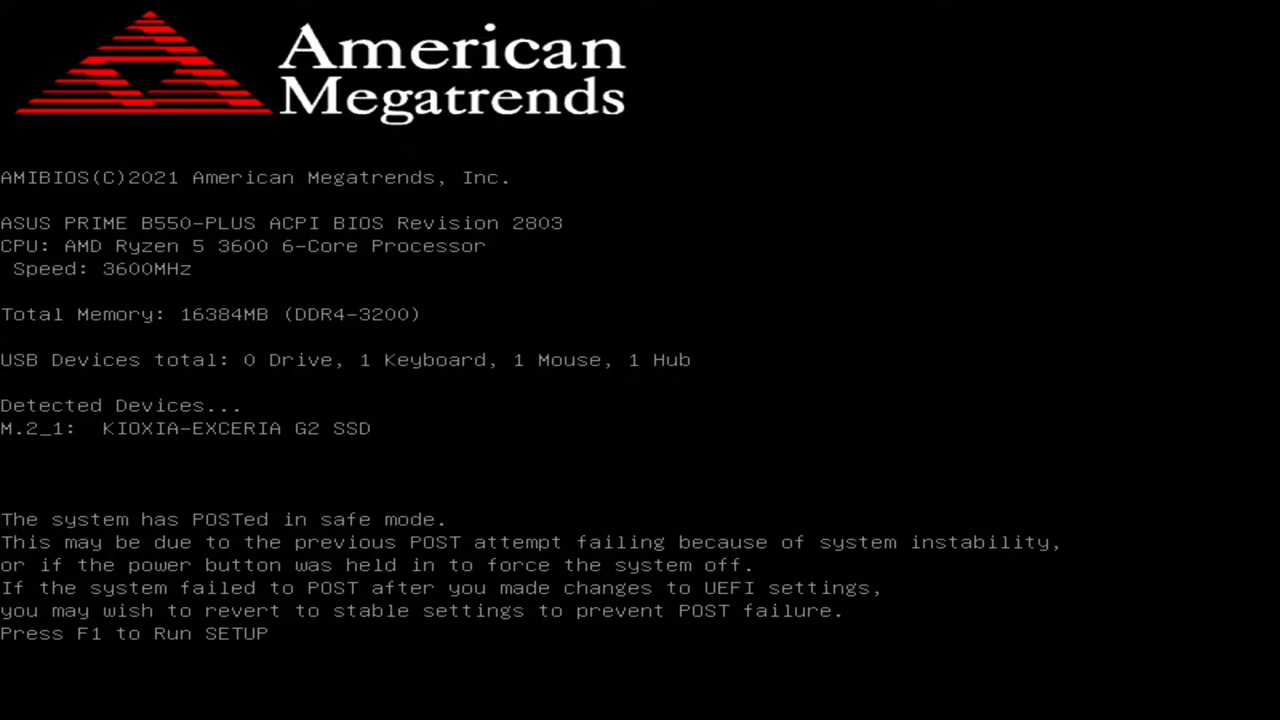 American
Megatrends
AMIBIOS(C)2021 American Megatrends, Inc.
ASUS PRIME B550-PLUS ACPI BIOS Revision 2803
CPU: AMD Ryzen 5 3600 6-Core Processor
Speed: 3600MHz
Total Memory: 16384MB (DDR4-3200)
USB Devices total: 0 Drive, 1 Keyboard, 1 Mouse, 1 Hub
Detected Devices...
M.2_1: KIOXIA-EXCERIA G2 SSD
The system has POSTed in safe mode.
This may be due to the previous POST attempt failing because of system instability,
or if the power button was held in to force the system off.
If the system failed to POST after you made changes to UEFI settings,
you may wish to revert to stable settings to prevent POST failure.
Press F1 to Run SETUP